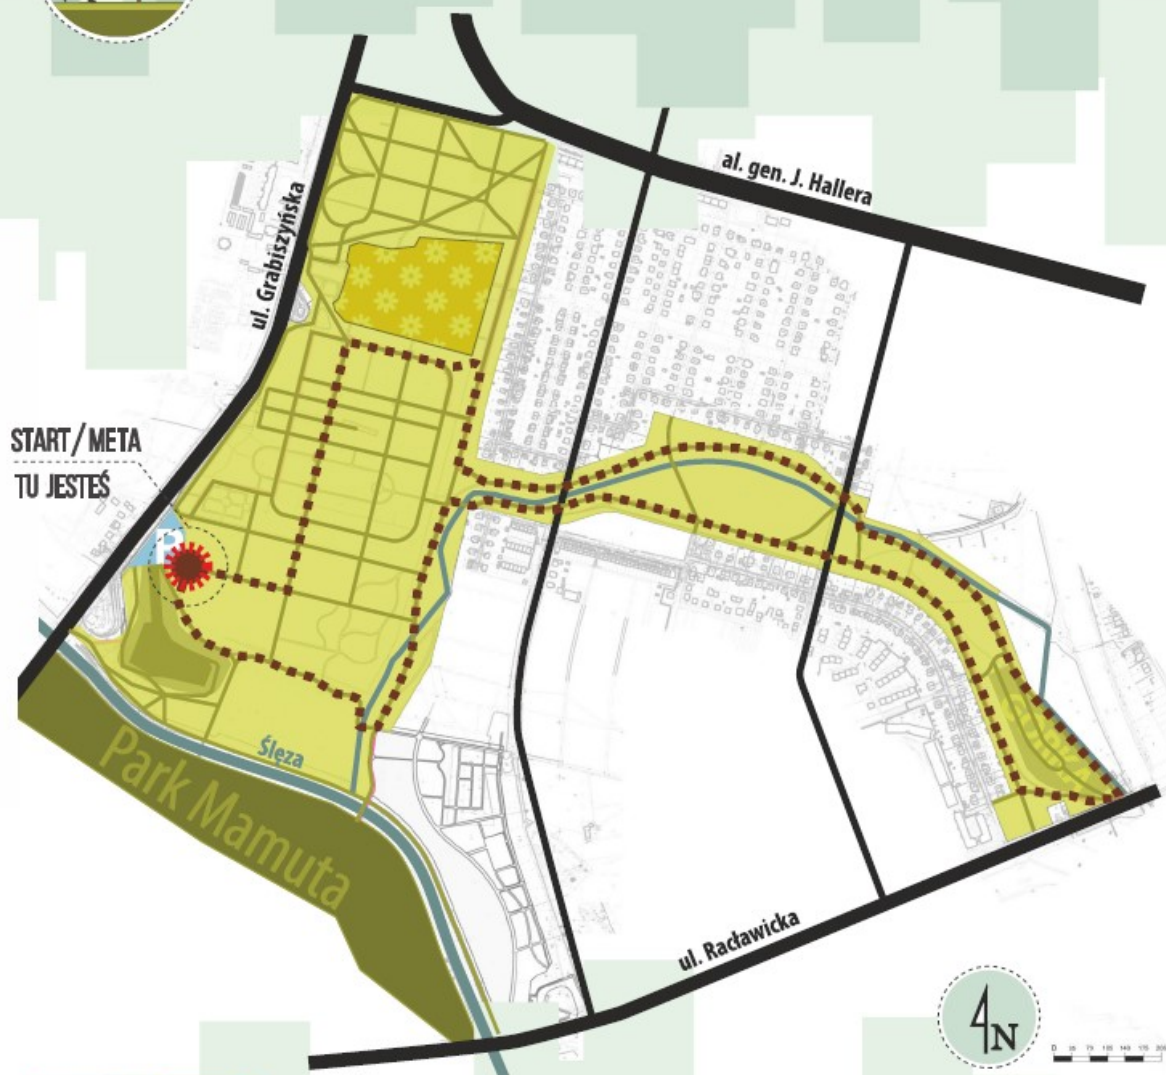 al. gen. J. Hallera
ul. Grabiszyńska
START/META
TU JESTEŚ
P
Ślęza
Park Mamuta
ul. Racławicka
N